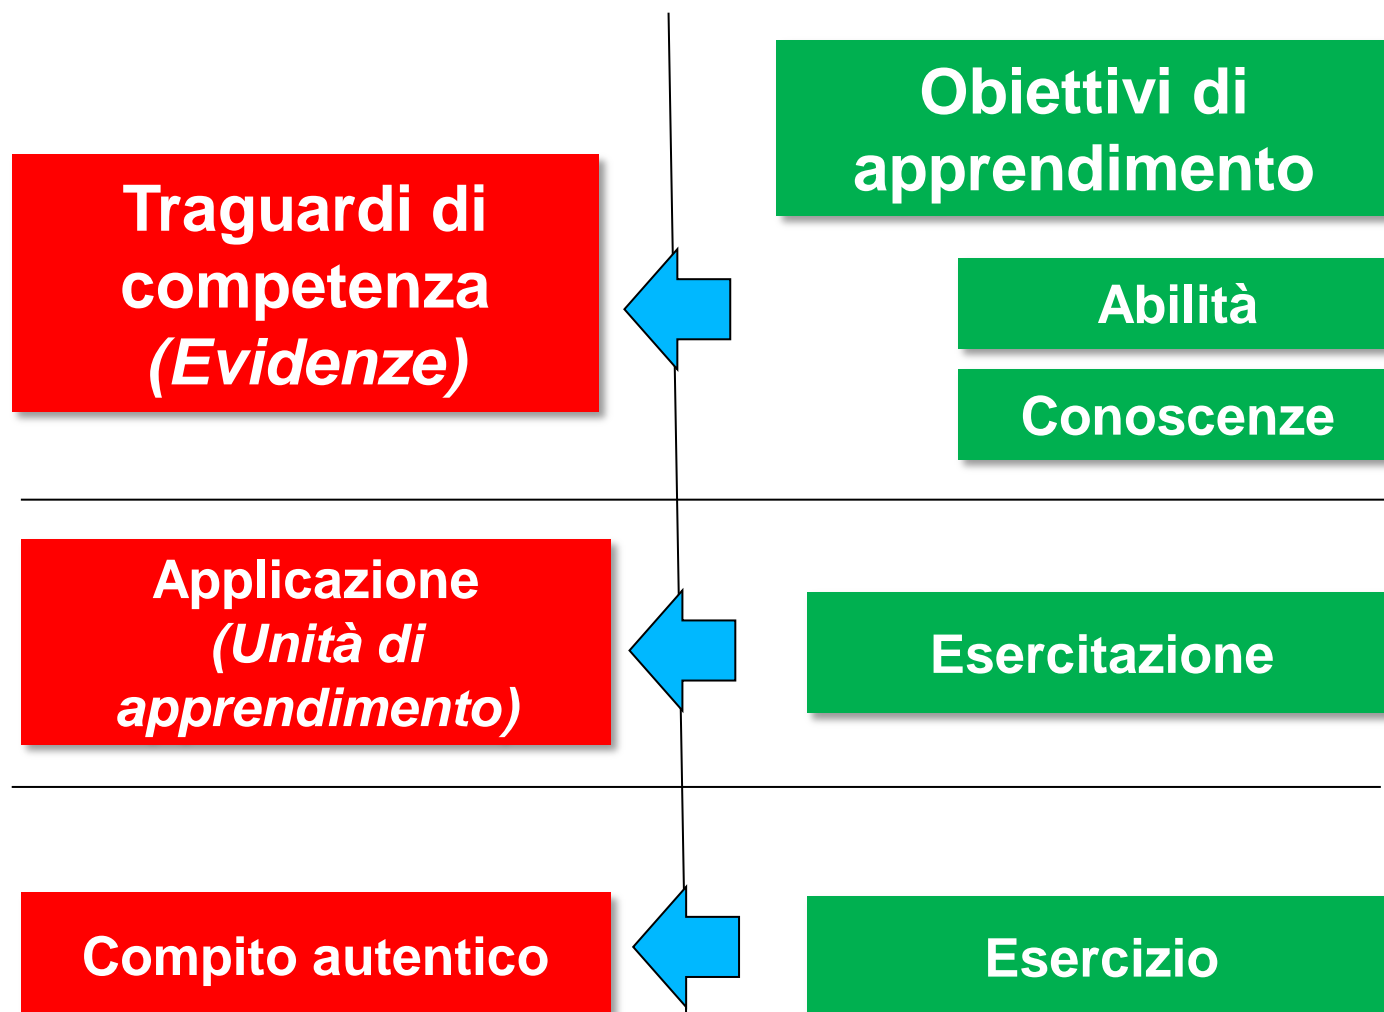 Obiettivi di
apprendimento
Traguardi di
competenza
(Evidenze)
Abilità
Conoscenze
Applicazione
(Unità di
apprendimento)
Esercitazione
Compito autentico
Esercizio